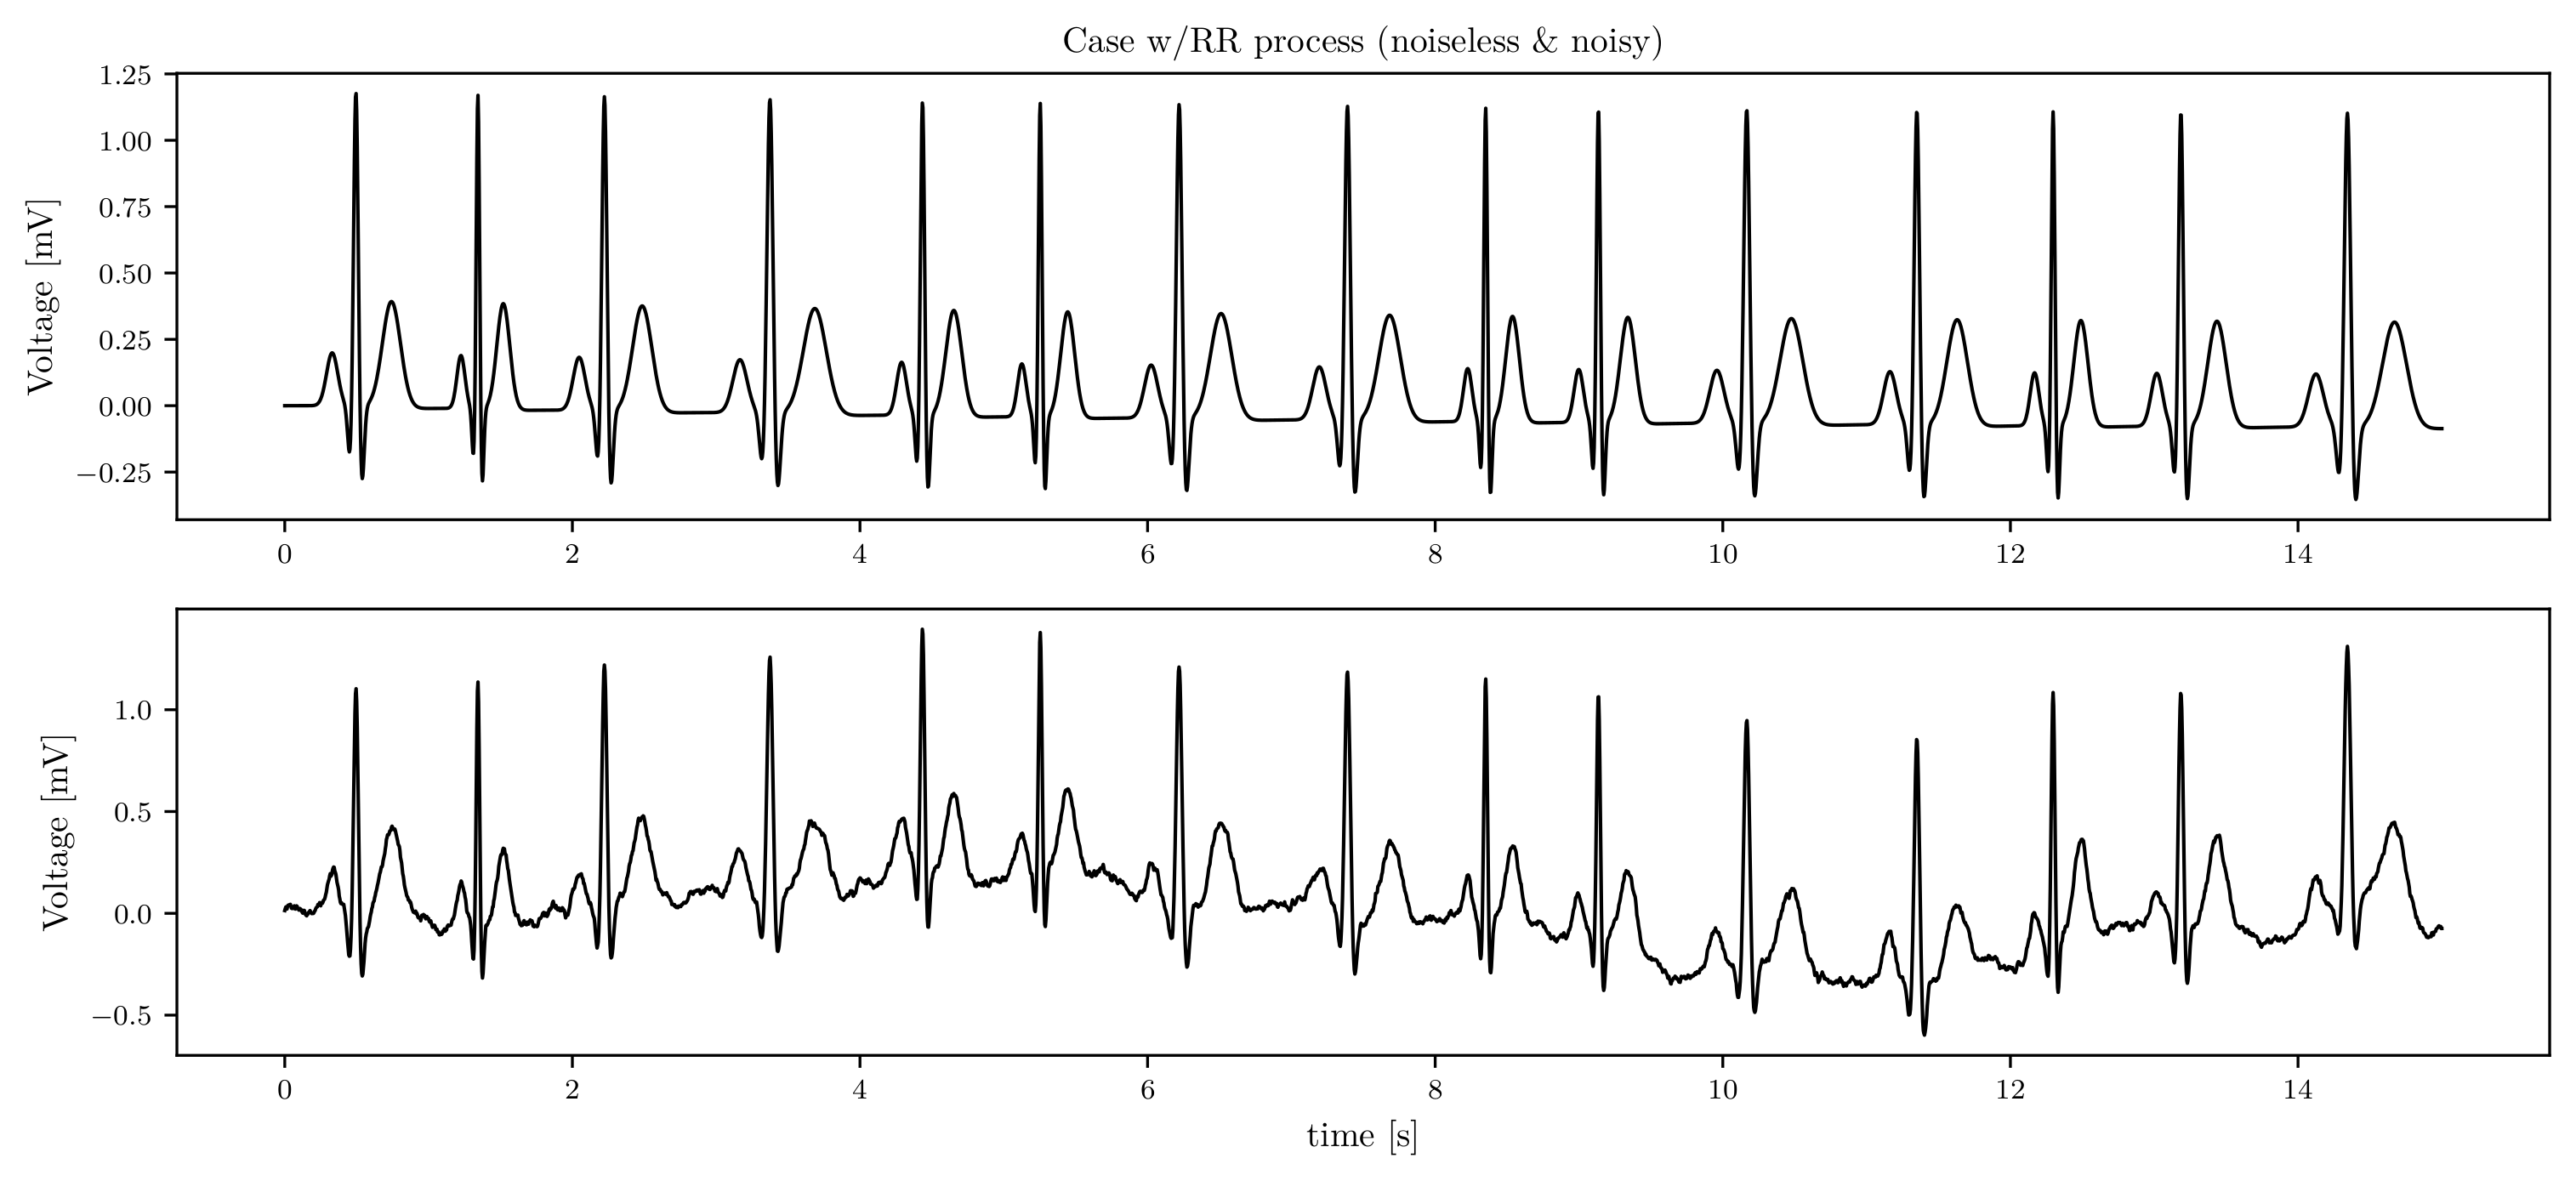 Case w/RR process (noiseless & noisy)
Voltage [mV]
1.25
1.00
0.75
0.50
0.25
0.00
−0.25
0 2 4 6 8 10 12 14
Voltage [mV]
1.0
0.5
0.0
−0.5
0 2 4 6 8 10 12 14
time [s]